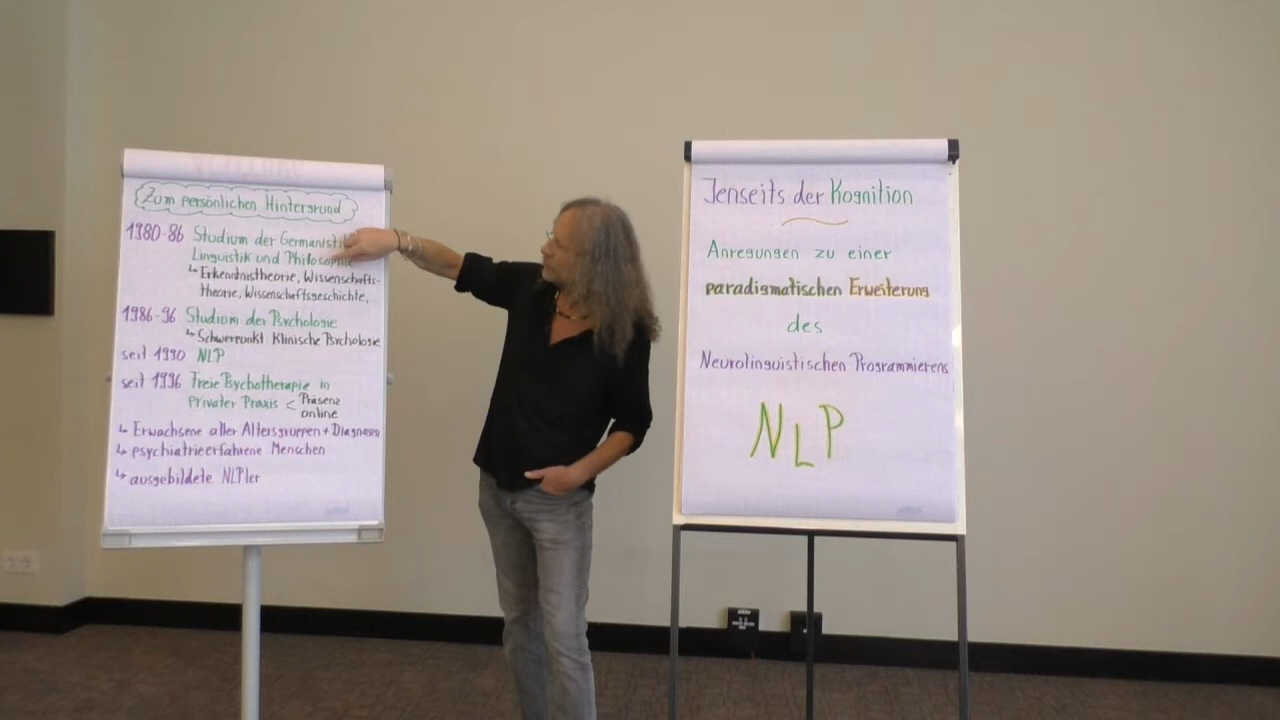 Zum persönlichen Hintergrund
1980-86 Studium der Germanistik
Linguistik und Philosophie
↳ Erkenntnistheorie, Wissenschafts-
theorie, Wissenschaftsgeschichte,...
1986-96 Studium der Psychologie
↳ Schwerpunkt Klinische Psychologie
seit 1990 NLP
seit 1996 Freie Psychotherapie in
privater Praxis < Präsenz
online
↳ Erwachsene aller Altersgruppen + Diagnosen
↳ psychiatrieerfahrene Menschen
↳ ausgebildete NLPler
Jenseits der Kognition
Anregungen zu einer
paradigmatischen Erweiterung
des
Neurolinguistischen Programmierens
NLP